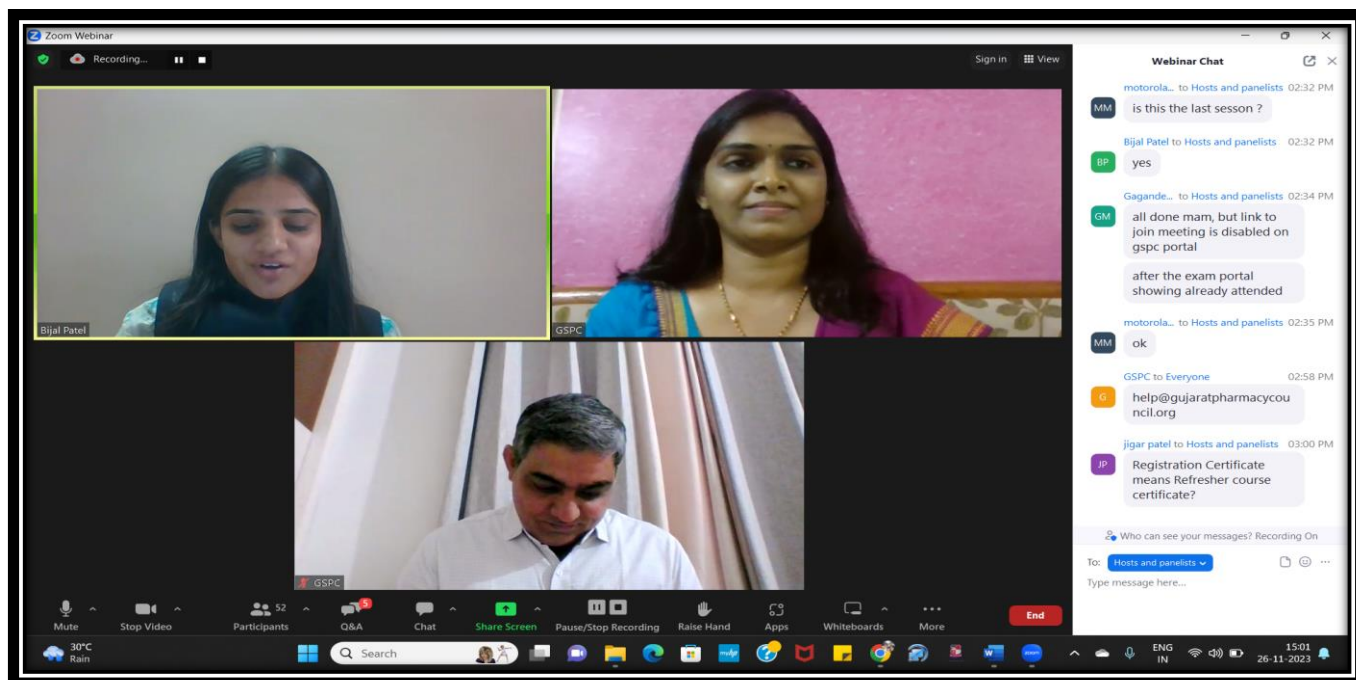 Zoom Webinar
Recording...
Sign in
View
Bijal Patel
GSPC
GSPC
Webinar Chat
motorola... to Hosts and panelists 02:32 PM
MM
is this the last sesson ?
Bijal Patel to Hosts and panelists 02:32 PM
BP
yes
Gagande... to Hosts and panelists 02:34 PM
GM
all done mam, but link to
join meeting is disabled on
gspc portal
after the exam portal
showing already attended
motorola... to Hosts and panelists 02:35 PM
MM
ok
GSPC to Everyone 02:58 PM
G
help@gujaratpharmacycou
ncil.org
jigar patel to Hosts and panelists 03:00 PM
JP
Registration Certificate
means Refresher course
certificate?
Who can see your messages? Recording On
To: Hosts and panelists
Type message here...
Mute
Stop Video
52
Participants
5
Q&A
Chat
Share Screen
Pause/Stop Recording
Raise Hand
Apps
Whiteboards
More
End
30°C
Rain
Search
ENG
IN
15:01
26-11-2023